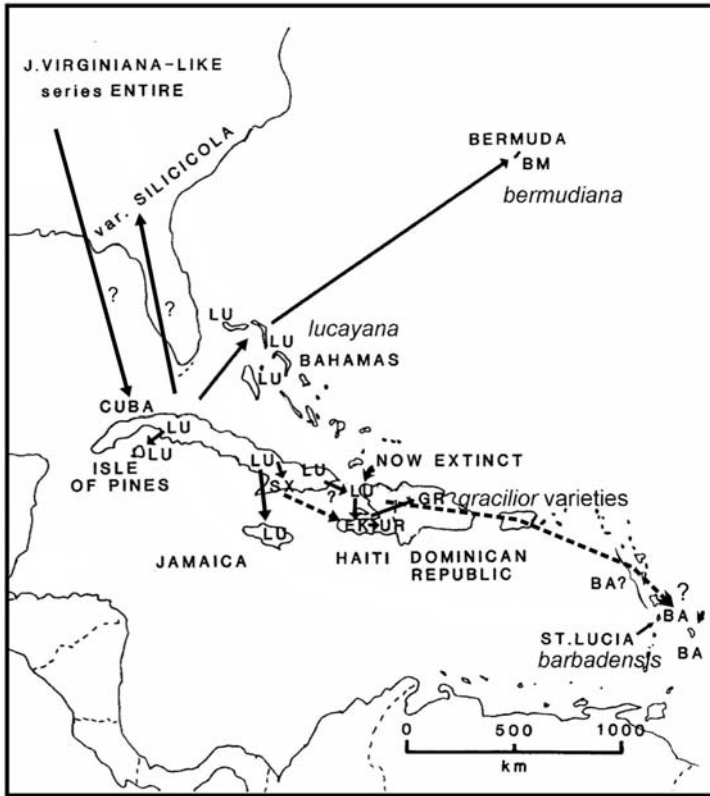 J.VIRGINIANA-LIKE
series ENTIRE
var. SILICICOLA
BERMUDA
BM
bermudiana
?
?
LU
lucayana
LU
BAHAMAS
LU
CUBA
LU
LU
ISLE
OF PINES
LU
LU
SX
NOW EXTINCT
?
LU
GR
gracilior varieties
EK
UR
LU
JAMAICA
HAITI
DOMINICAN
REPUBLIC
BA?
?
BA
ST.LUCIA
barbadensis
BA
0 500 1000
km